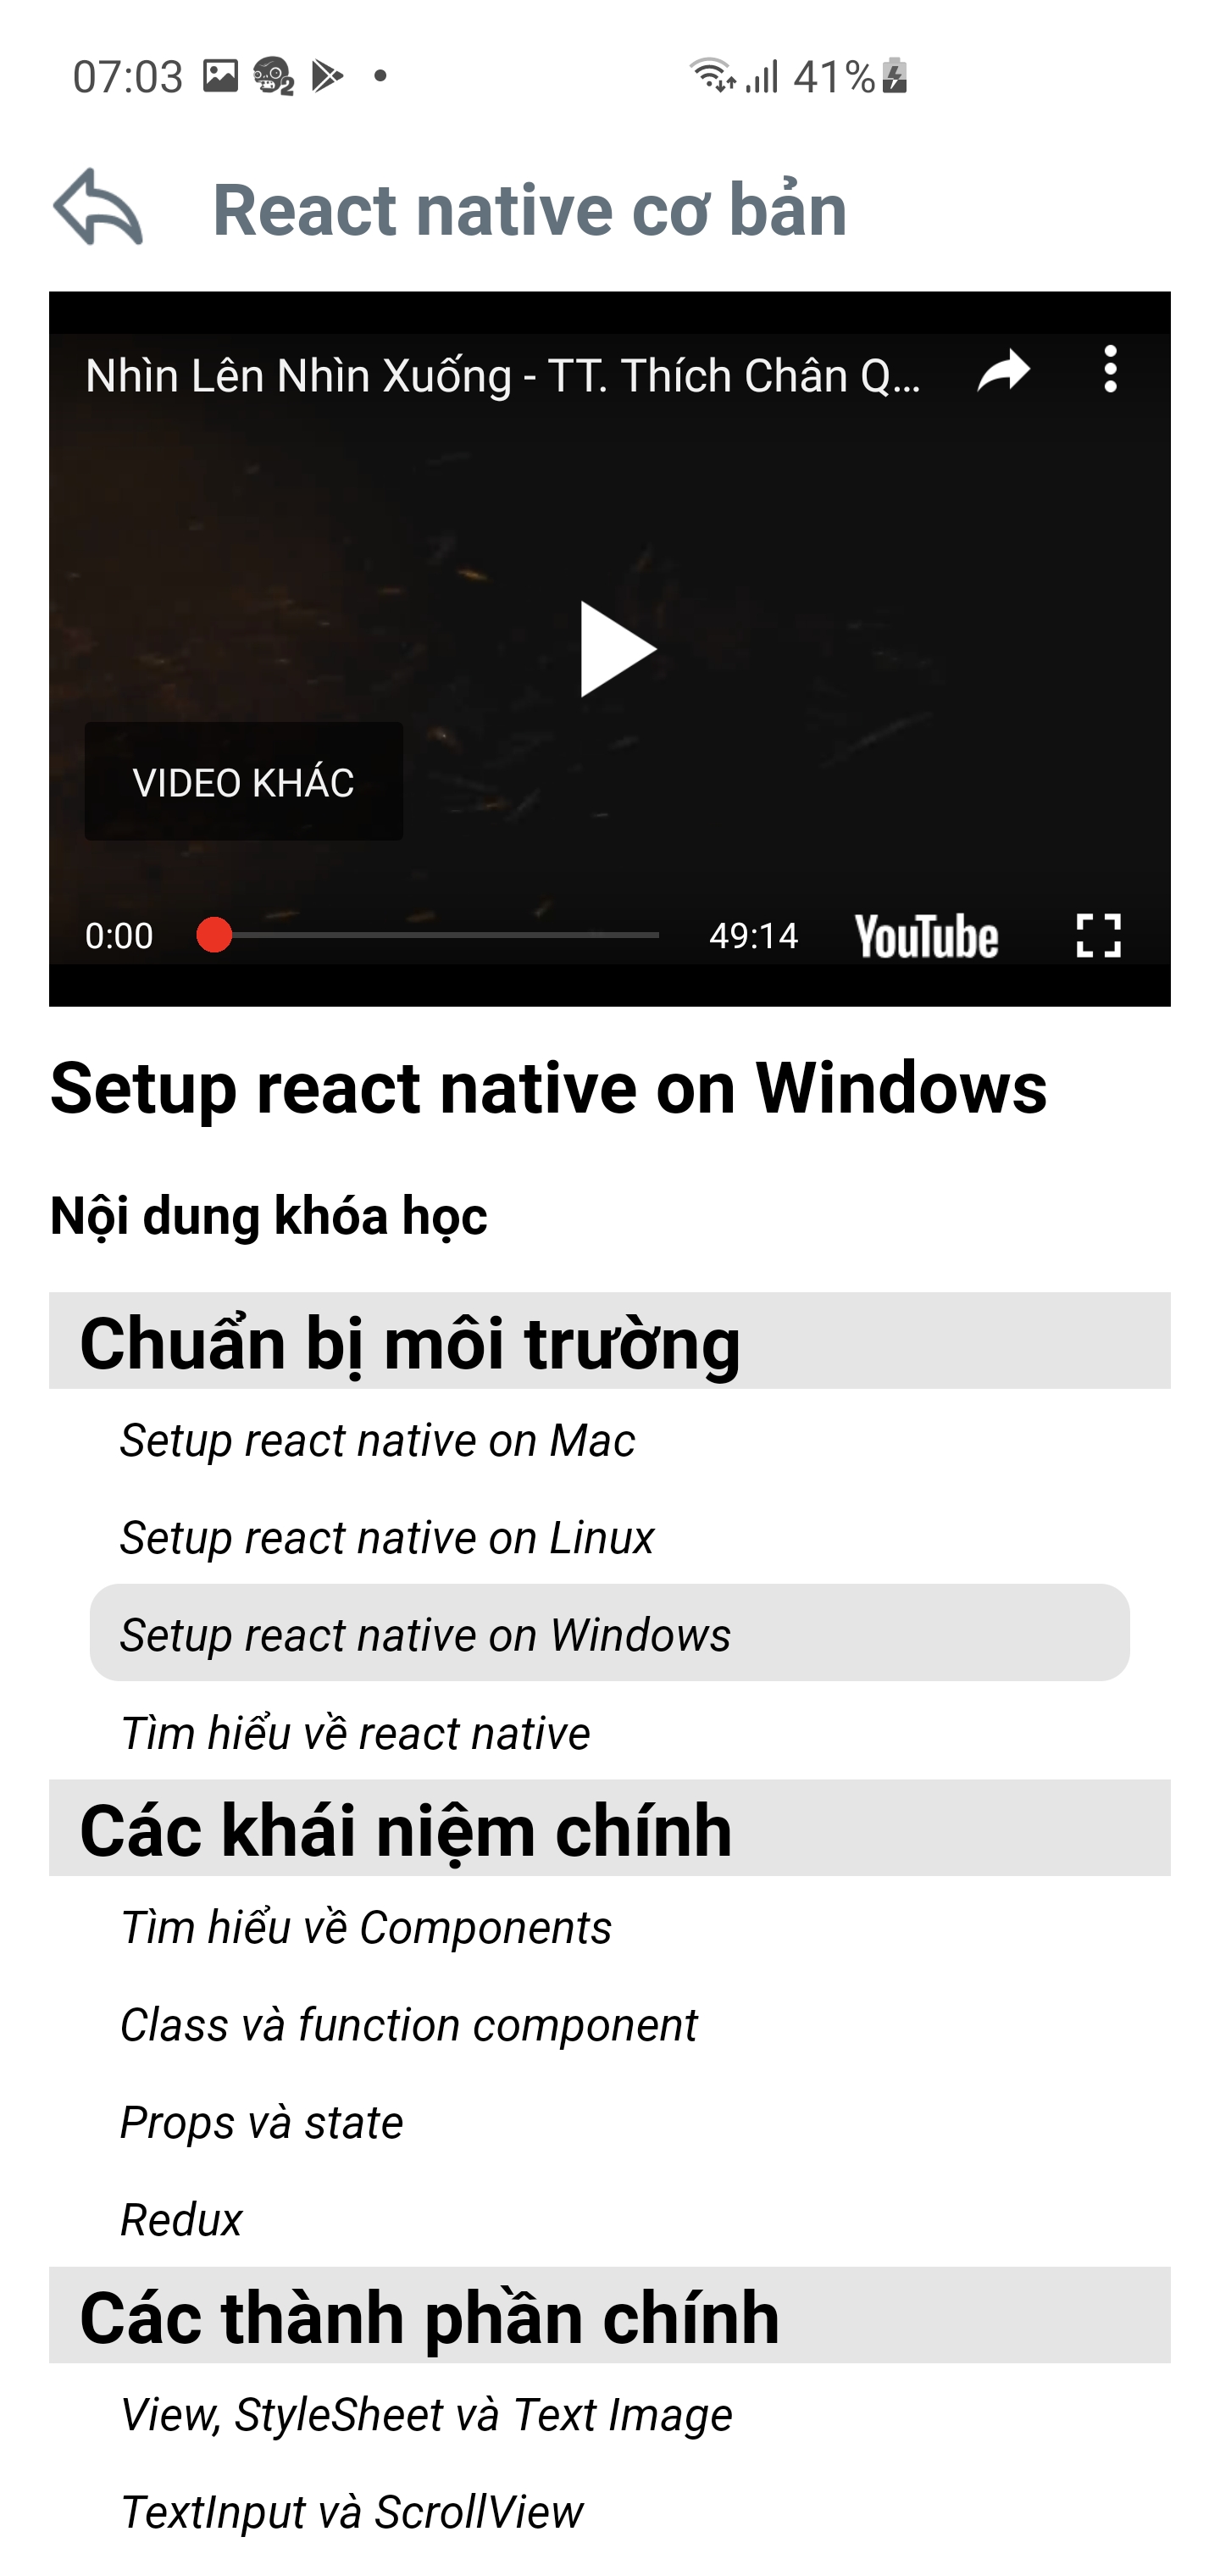 07:03
41%
React native cơ bản
Nhìn Lên Nhìn Xuống - TT. Thích Chân Q...
VIDEO KHÁC
0:00
49:14
YouTube
Setup react native on Windows
Nội dung khóa học
Chuẩn bị môi trường
Setup react native on Mac
Setup react native on Linux
Setup react native on Windows
Tìm hiểu về react native
Các khái niệm chính
Tìm hiểu về Components
Class và function component
Props và state
Redux
Các thành phần chính
View, StyleSheet và Text Image
TextInput và ScrollView